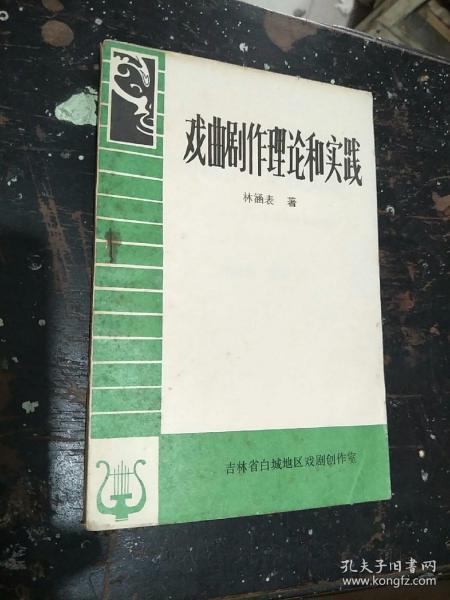 戏曲剧作理论和实践
林涵表 著
吉林省白城地区戏剧创作室
孔夫子旧书网
www.kongfz.com